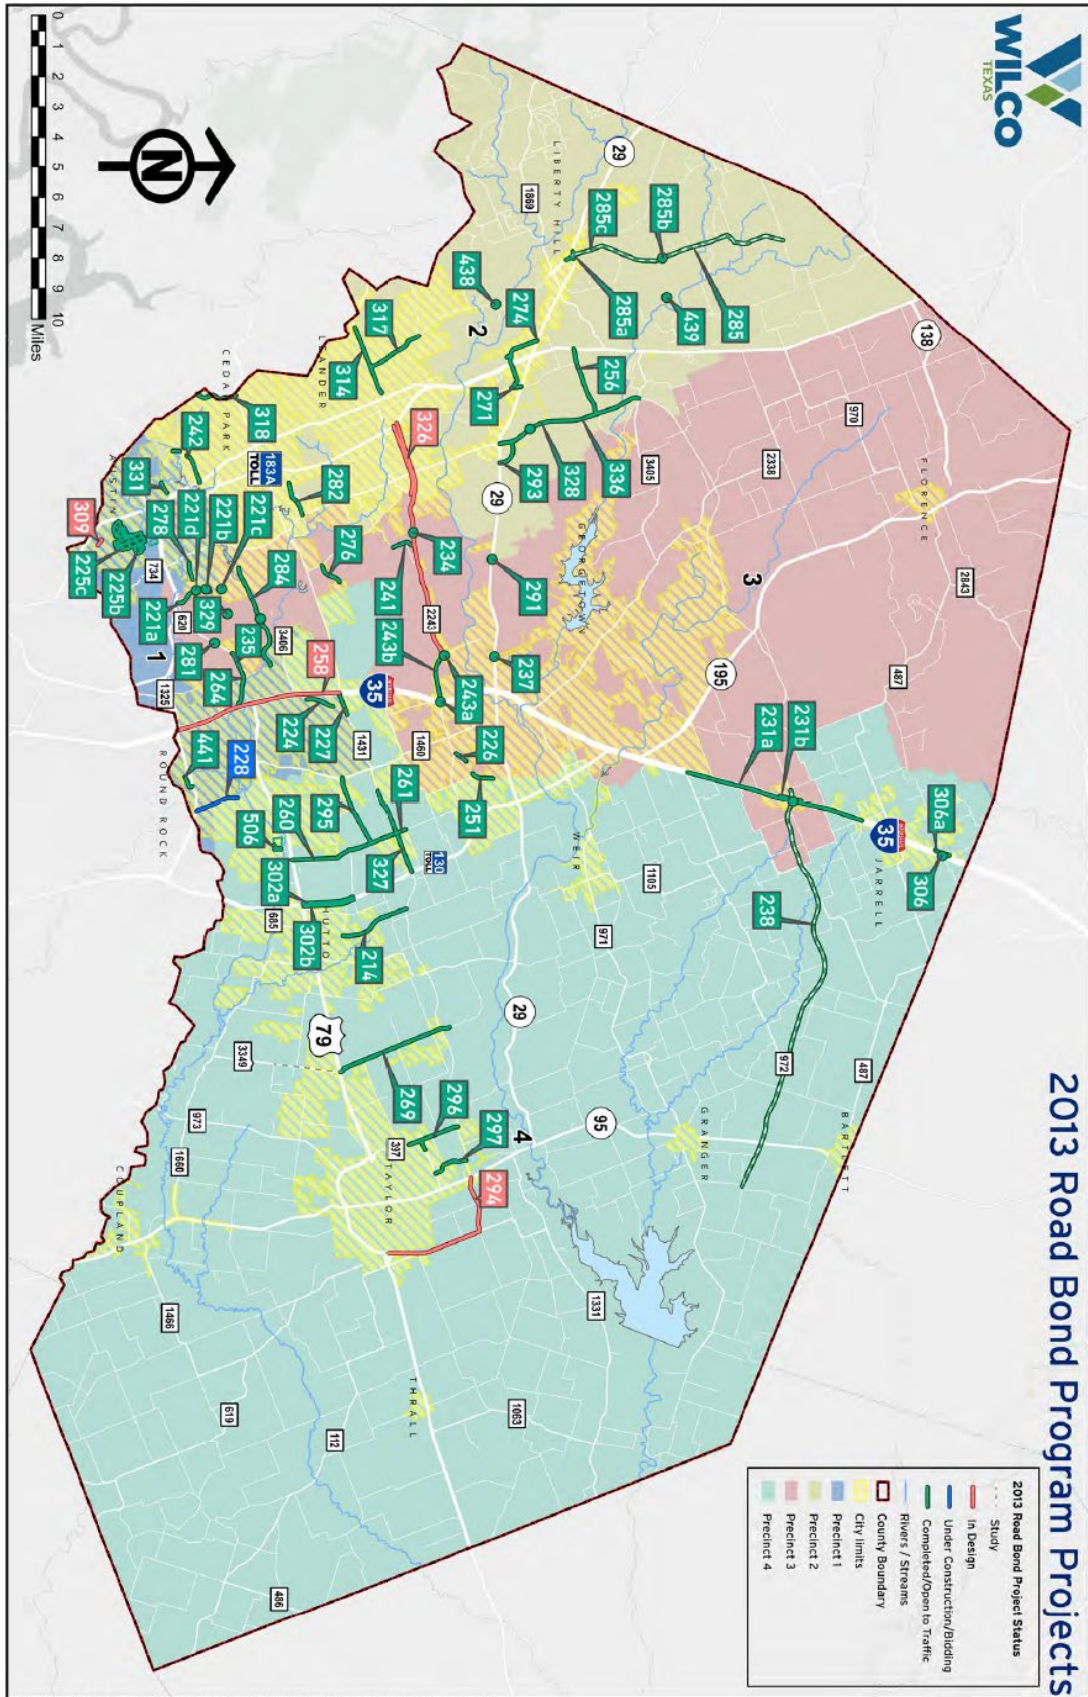 2013 Road Bond Program Projects
WILCO
TEXAS
2013 Road Bond Project Status
Study
In Design
Under Construction/Bidding
Completed/Open to Traffic
Rivers / Streams
County Boundary
City limits
Precinct 1
Precinct 2
Precinct 3
Precinct 4
0 1 2 3 4 5 6 7 8 9 10
Miles
N
LIBERTY HILL
29
1869
285c
285b
285a
285
439
438
2
274
271
256
317
314
LEANDER
CEDAR PARK
318
138
970
FLORENCE
2338
3405
2843
336
328
293
326
29
183A
TOLL
282
242
331
AUSTIN
309
225c
225b
734
278
221d
221b
221c
221a
329
284
276
241
234
2243
291
GEORGETOWN
3
620
1
281
235
264
3406
258
1325
243b
243a
237
195
487
35
224
227
1431
1460
226
251
441
228
ROUND ROCK
506
260
295
261
327
130
TOLL
302a
302b
685
HUTTO
214
WEIR
1105
971
231a
231b
35
306a
306
JARRELL
238
972
487
BARTLETT
29
79
3349
269
296
297
4
95
GRANGER
973
1660
397
TAYLOR
294
COUPLAND
1466
1331
THRALL
1063
619
112
486